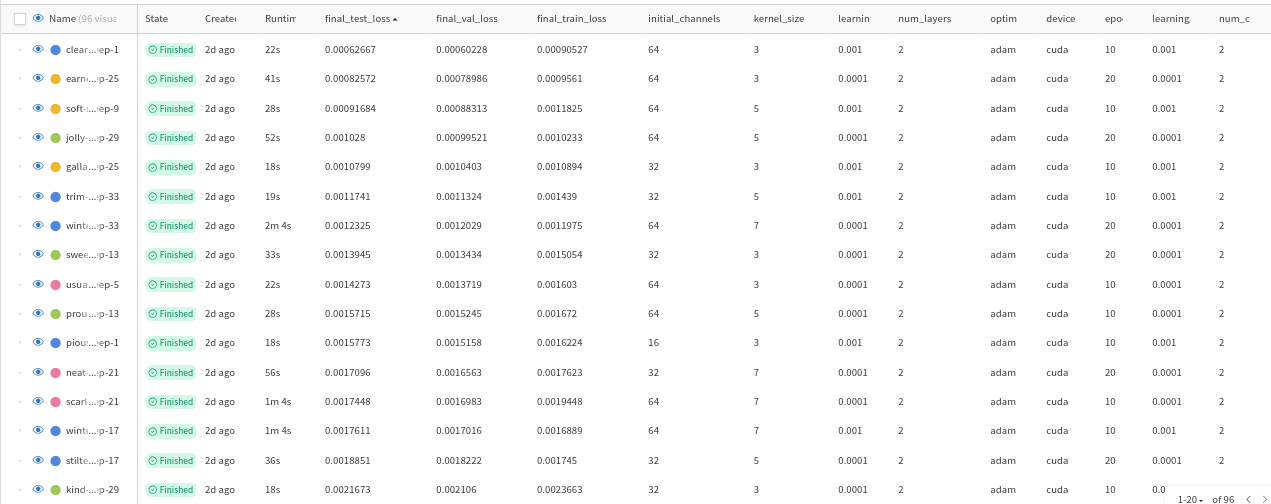 Name (96 visua State Created Runtim final_test_loss final_val_loss final_train_loss initial_channels kernel_size learnin num_layers optim device epo learning num_c
clear...ep-1 Finished 2d ago 22s 0.00062667 0.00060228 0.00090527 64 3 0.001 2 adam cuda 10 0.001 2
earn...p-25 Finished 2d ago 41s 0.00082572 0.00078986 0.0009561 64 3 0.0001 2 adam cuda 20 0.0001 2
soft-...ep-9 Finished 2d ago 28s 0.00091684 0.00088313 0.0011825 64 5 0.001 2 adam cuda 10 0.001 2
jolly-...p-29 Finished 2d ago 52s 0.001028 0.00099521 0.0010233 64 5 0.0001 2 adam cuda 20 0.0001 2
galla...p-25 Finished 2d ago 18s 0.0010799 0.0010403 0.0010894 32 3 0.001 2 adam cuda 10 0.001 2
trim-...p-33 Finished 2d ago 19s 0.0011741 0.0011324 0.001439 32 5 0.001 2 adam cuda 10 0.001 2
wint...p-33 Finished 2d ago 2m 4s 0.0012325 0.0012029 0.0011975 64 7 0.0001 2 adam cuda 20 0.0001 2
swee...p-13 Finished 2d ago 33s 0.0013945 0.0013434 0.0015054 32 3 0.0001 2 adam cuda 20 0.0001 2
usua...ep-5 Finished 2d ago 22s 0.0014273 0.0013719 0.001603 64 3 0.0001 2 adam cuda 10 0.0001 2
prou...p-13 Finished 2d ago 28s 0.0015715 0.0015245 0.001672 64 5 0.0001 2 adam cuda 10 0.0001 2
piou...ep-1 Finished 2d ago 18s 0.0015773 0.0015158 0.0016224 16 3 0.001 2 adam cuda 10 0.001 2
neat-...p-21 Finished 2d ago 56s 0.0017096 0.0016563 0.0017623 32 7 0.0001 2 adam cuda 20 0.0001 2
scarl...p-21 Finished 2d ago 1m 4s 0.0017448 0.0016983 0.0019448 64 7 0.0001 2 adam cuda 10 0.0001 2
wint...p-17 Finished 2d ago 1m 4s 0.0017611 0.0017016 0.0016889 64 7 0.001 2 adam cuda 10 0.001 2
stilte...p-17 Finished 2d ago 36s 0.0018851 0.0018222 0.001745 32 5 0.0001 2 adam cuda 20 0.0001 2
kind-...p-29 Finished 2d ago 18s 0.0021673 0.002106 0.0023663 32 3 0.0001 2 adam cuda 10 0.0
1-20 of 96